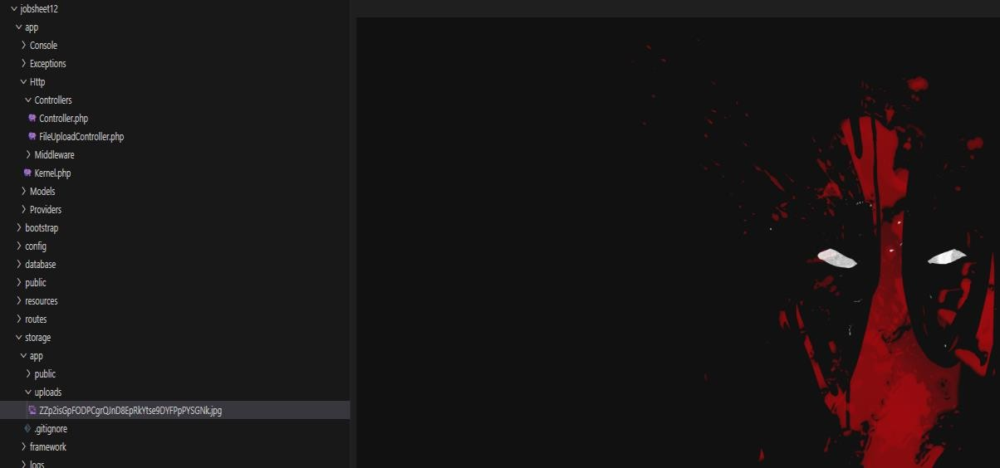 jobsheet12
app
Console
Exceptions
Http
Controllers
Controller.php
FileUploadController.php
Middleware
Kernel.php
Models
Providers
bootstrap
config
database
public
resources
routes
storage
app
public
uploads
ZZp2isGpFODPCgrQJnD8EpRkYtse9DYFPpPYSGNk.jpg
.gitignore
framework
logs